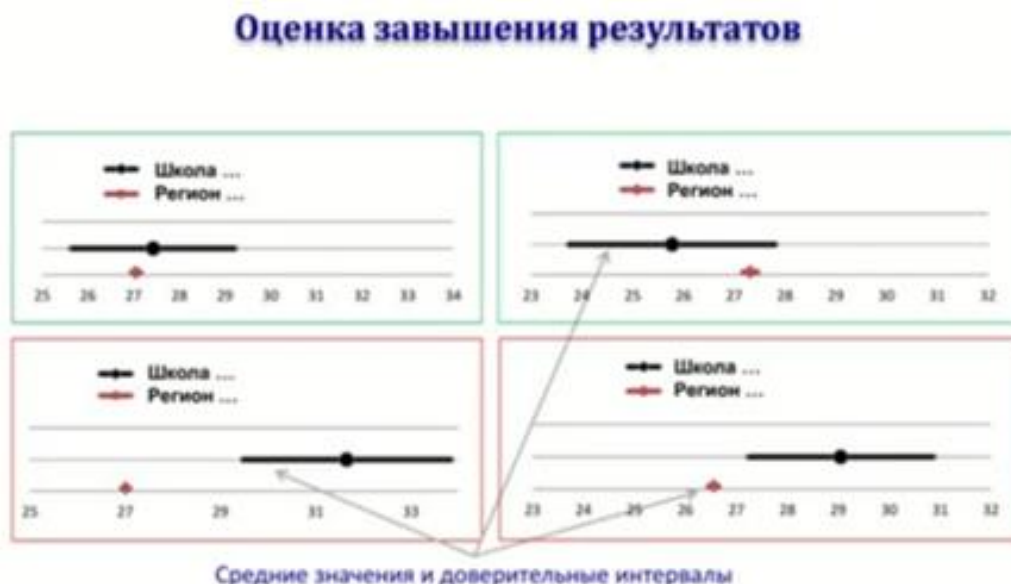 Оценка завышения результатов
Школа ...
Регион ...
25 26 27 28 29 30 31 32 33 34
Школа ...
Регион ...
23 24 25 26 27 28 29 30 31 32
Школа ...
Регион ...
25 27 29 31 33
Школа ...
Регион ...
23 24 25 26 27 28 29 30 31 32
Средние значения и доверительные интервалы